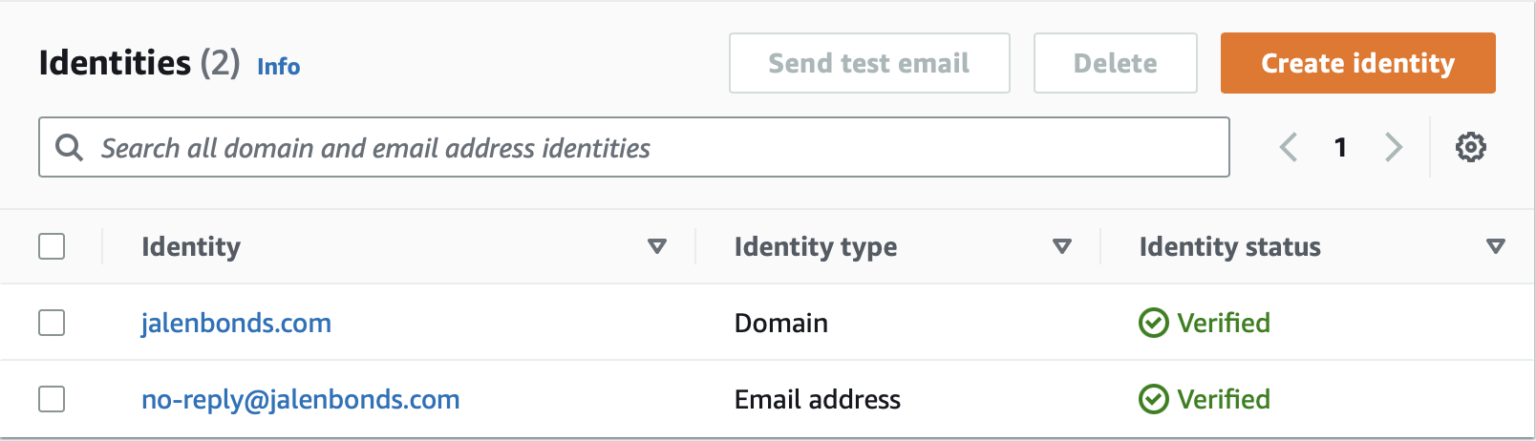 Identities (2) Info Send test email Delete Create identity
Search all domain and email address identities 1
Identity Identity type Identity status
jalenbonds.com Domain Verified
no-reply@jalenbonds.com Email address Verified